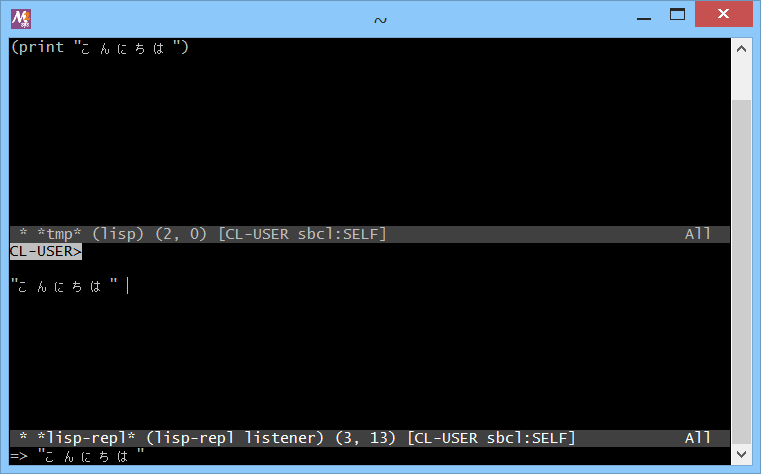 ~
(print "こんにちは")
* *tmp* (lisp) (2, 0) [CL-USER sbcl:SELF] All
CL-USER>
"こんにちは"
* *lisp-repl* (lisp-repl listener) (3, 13) [CL-USER sbcl:SELF] All
=> "こんにちは"